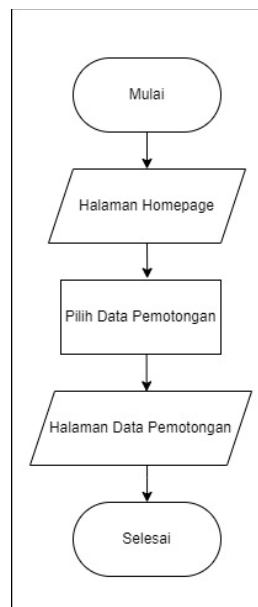 Mulai
Halaman Homepage
Pilih Data Pemotongan
Halaman Data Pemotongan
Selesai